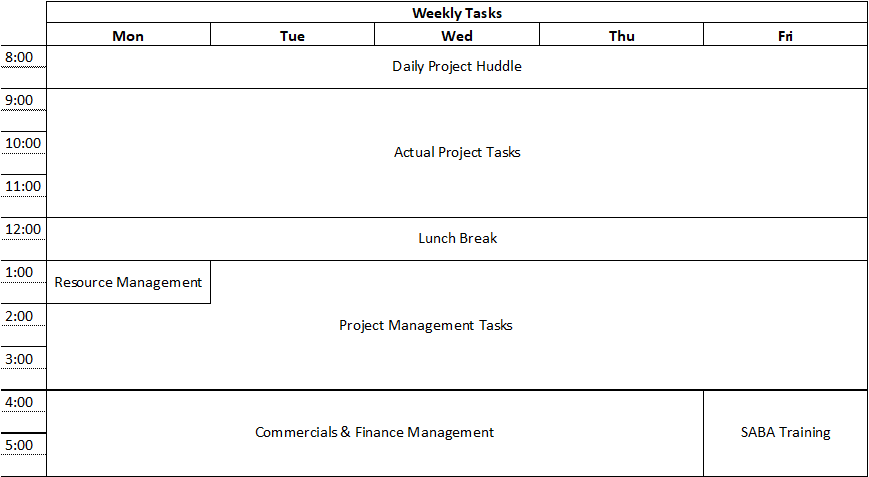 Weekly Tasks
Mon Tue Wed Thu Fri
8:00
Daily Project Huddle
9:00
10:00
Actual Project Tasks
11:00
12:00
Lunch Break
1:00
Resource Management
2:00
Project Management Tasks
3:00
4:00
Commercials & Finance Management SABA Training
5:00